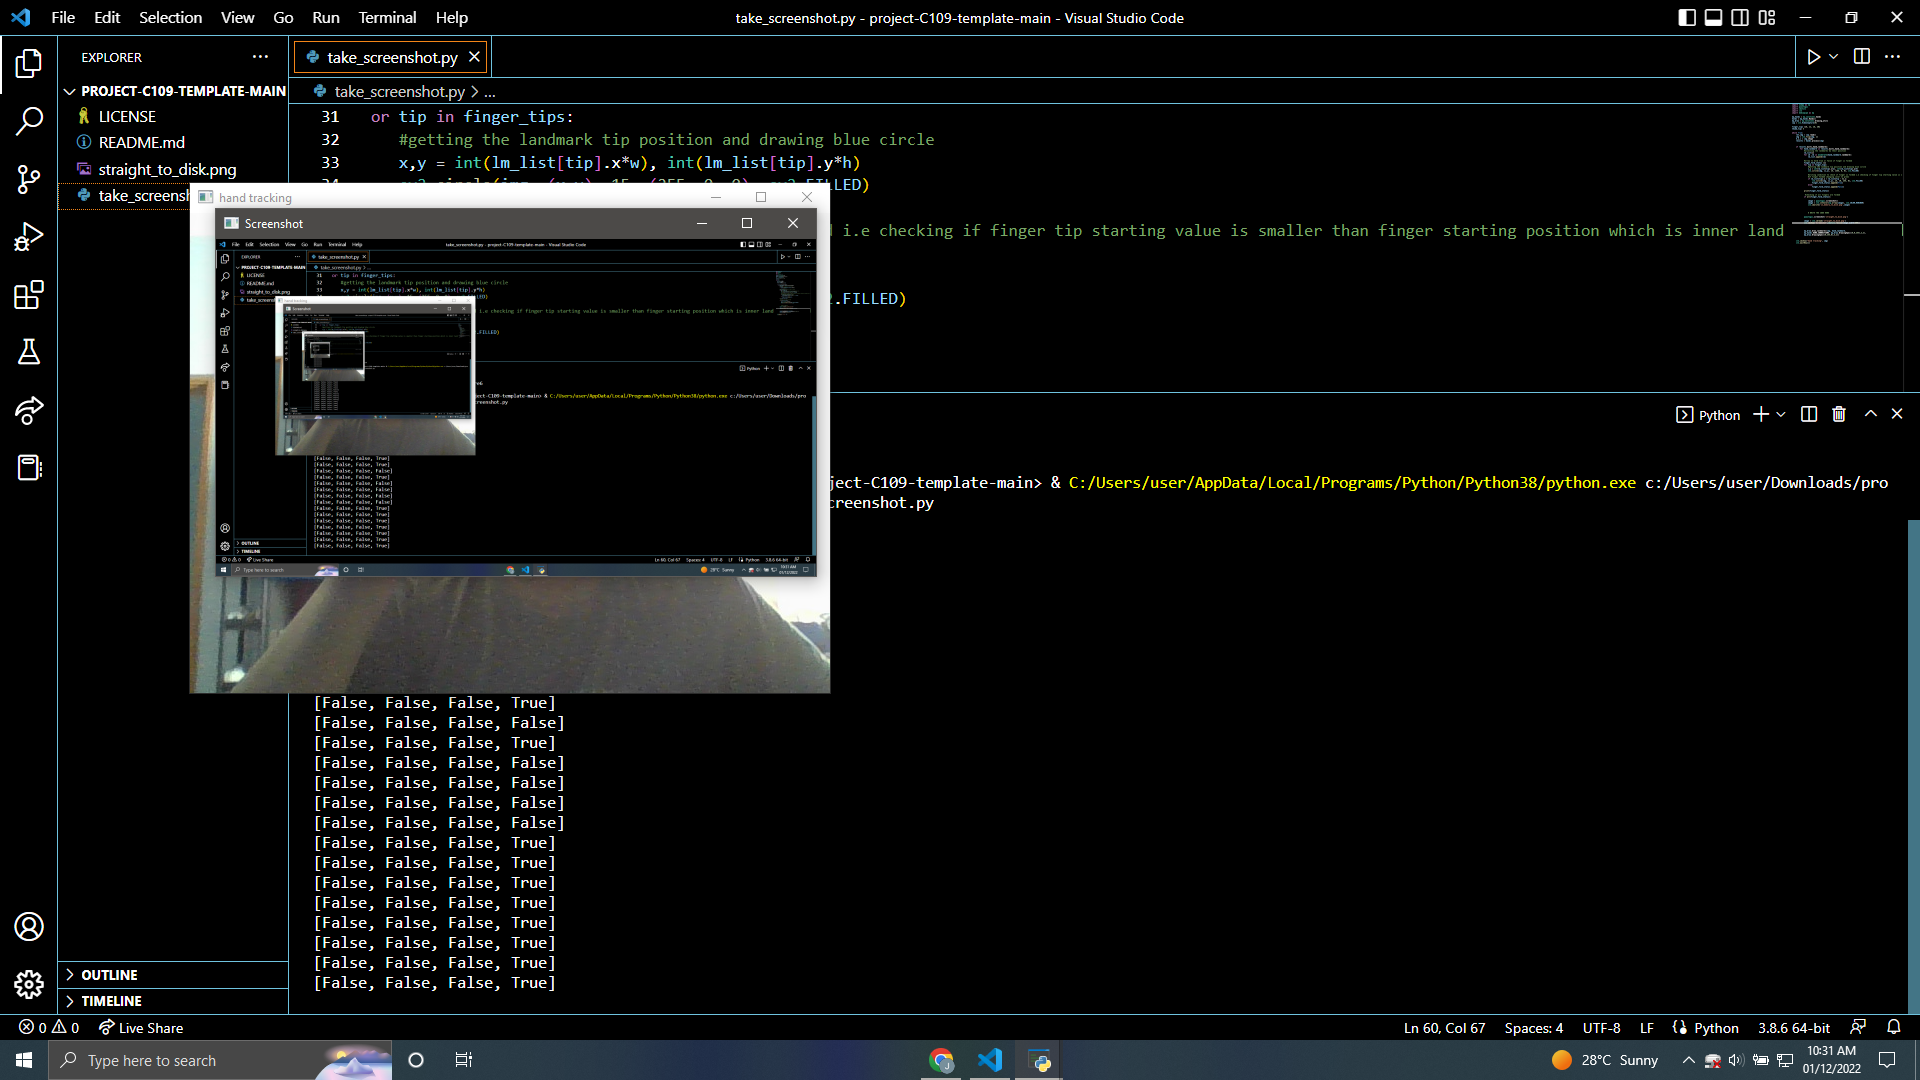 File Edit Selection View Go Run Terminal Help
take_screenshot.py - project-C109-template-main - Visual Studio Code
EXPLORER
take_screenshot.py
PROJECT-C109-TEMPLATE-MAIN
take_screenshot.py > ...
LICENSE
README.md
straight_to_disk.png
take_screensh
31 or tip in finger_tips:
32 #getting the landmark tip position and drawing blue circle
33 x,y = int(lm_list[tip].x*w), int(lm_list[tip].y*h)
FILLED)
i.e checking if finger tip starting value is smaller than finger starting position which is inner land
.FILLED)
hand tracking
Screenshot
Python
ject-C109-template-main> & C:/Users/user/AppData/Local/Programs/Python/Python38/python.exe c:/Users/user/Downloads/pro
creenshot.py
[False, False, False, True]
[False, False, False, False]
[False, False, False, True]
[False, False, False, False]
[False, False, False, False]
[False, False, False, False]
[False, False, False, False]
[False, False, False, True]
[False, False, False, True]
[False, False, False, True]
[False, False, False, True]
[False, False, False, True]
[False, False, False, True]
[False, False, False, True]
[False, False, False, True]
OUTLINE
TIMELINE
0 0 Live Share
Ln 60, Col 67 Spaces: 4 UTF-8 LF Python 3.8.6 64-bit
Type here to search
28°C Sunny
10:31 AM
01/12/2022